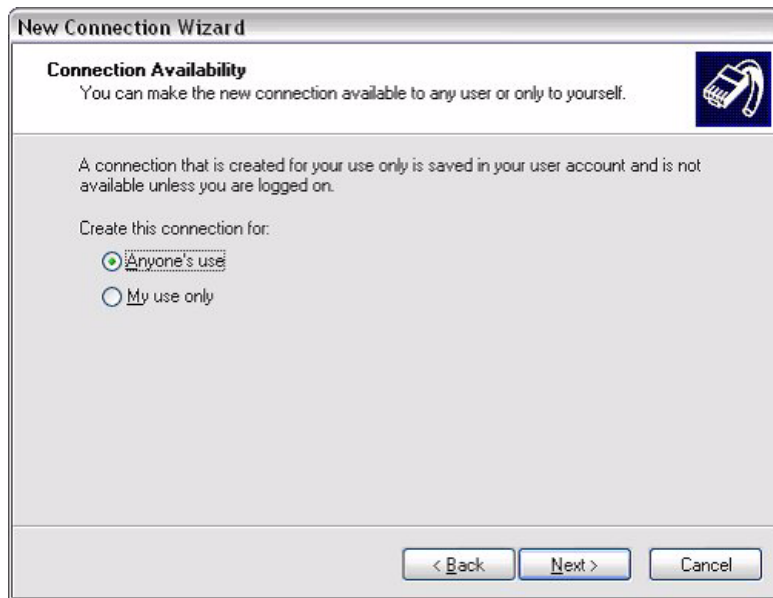 New Connection Wizard
Connection Availability
You can make the new connection available to any user or only to yourself.
A connection that is created for your use only is saved in your user account and is not
available unless you are logged on.
Create this connection for:
Anyone's use
My use only
< Back
Next >
Cancel